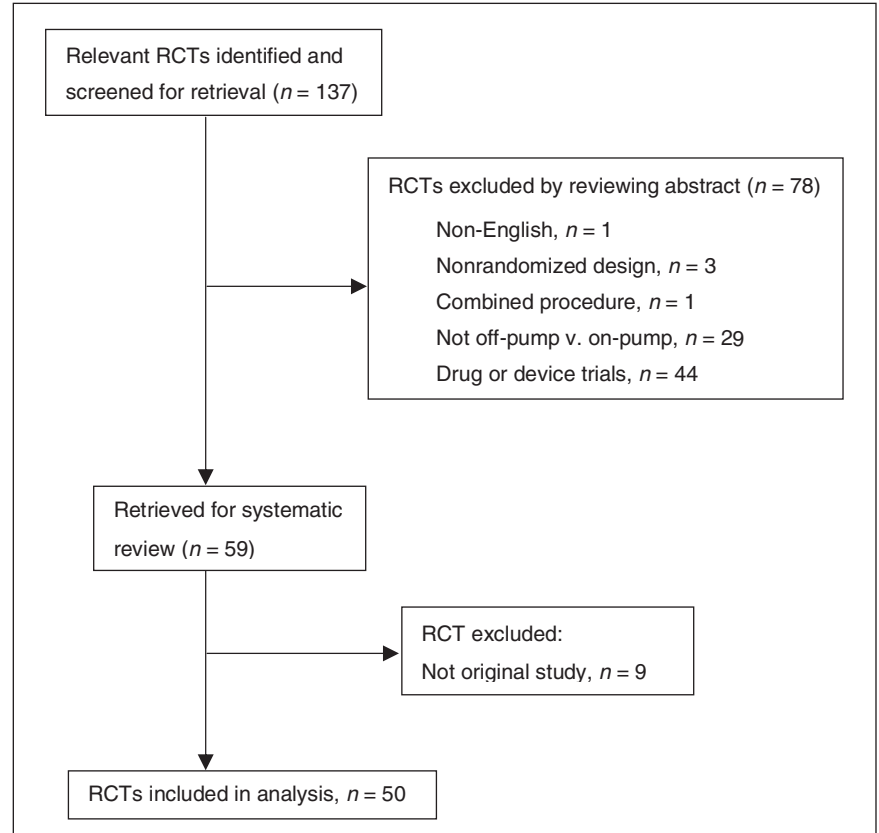 Relevant RCTs identified and
screened for retrieval (n = 137)
RCTs excluded by reviewing abstract (n = 78)
Non-English, n = 1
Nonrandomized design, n = 3
Combined procedure, n = 1
Not off-pump v. on-pump, n = 29
Drug or device trials, n = 44
Retrieved for systematic
review (n = 59)
RCT excluded:
Not original study, n = 9
RCTs included in analysis, n = 50